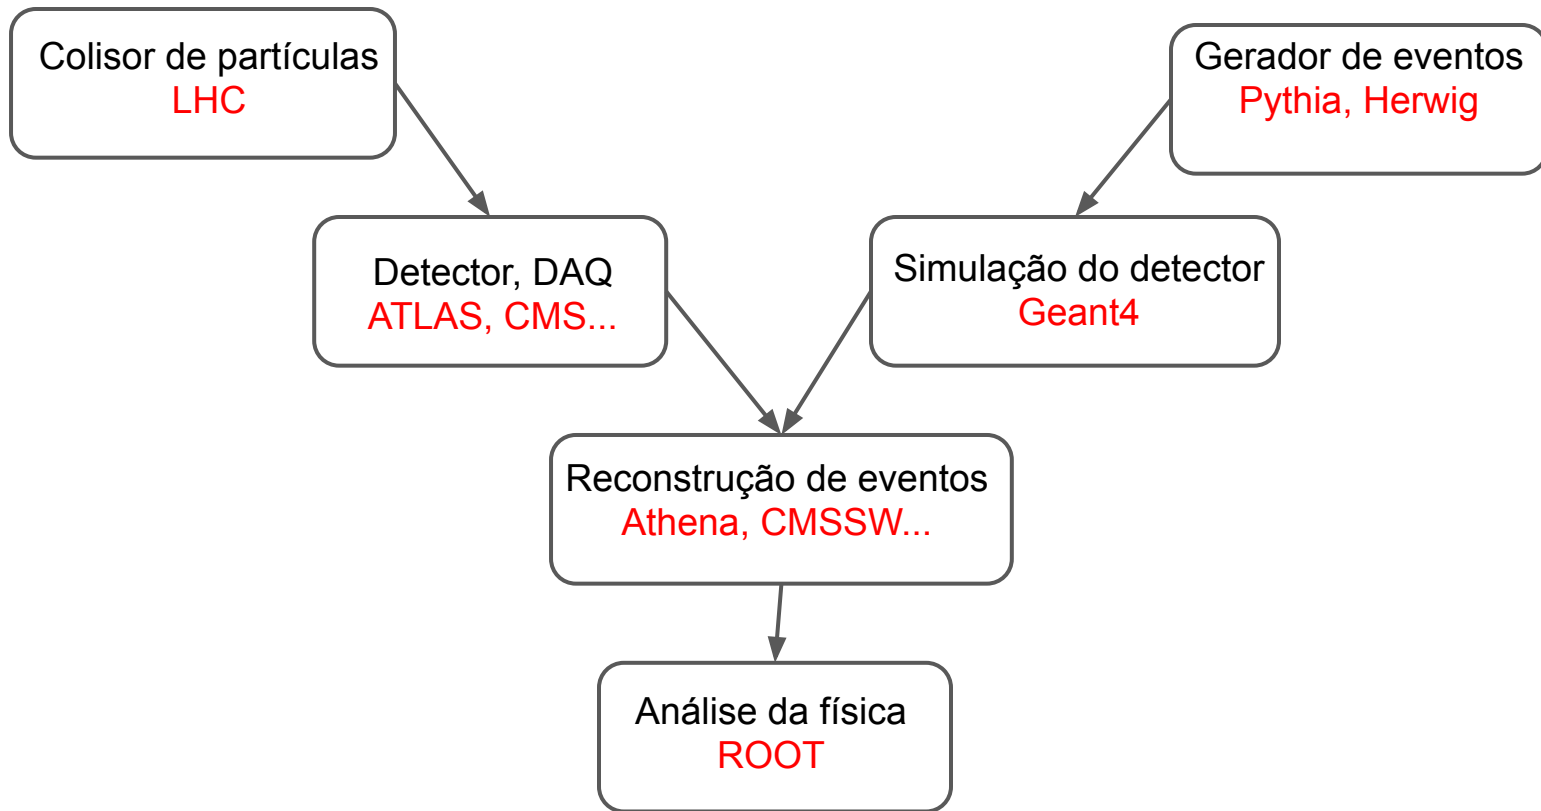 Colisor de partículas
LHC
Gerador de eventos
Pythia, Herwig
Detector, DAQ
ATLAS, CMS...
Simulação do detector
Geant4
Reconstrução de eventos
Athena, CMSSW...
Análise da física
ROOT